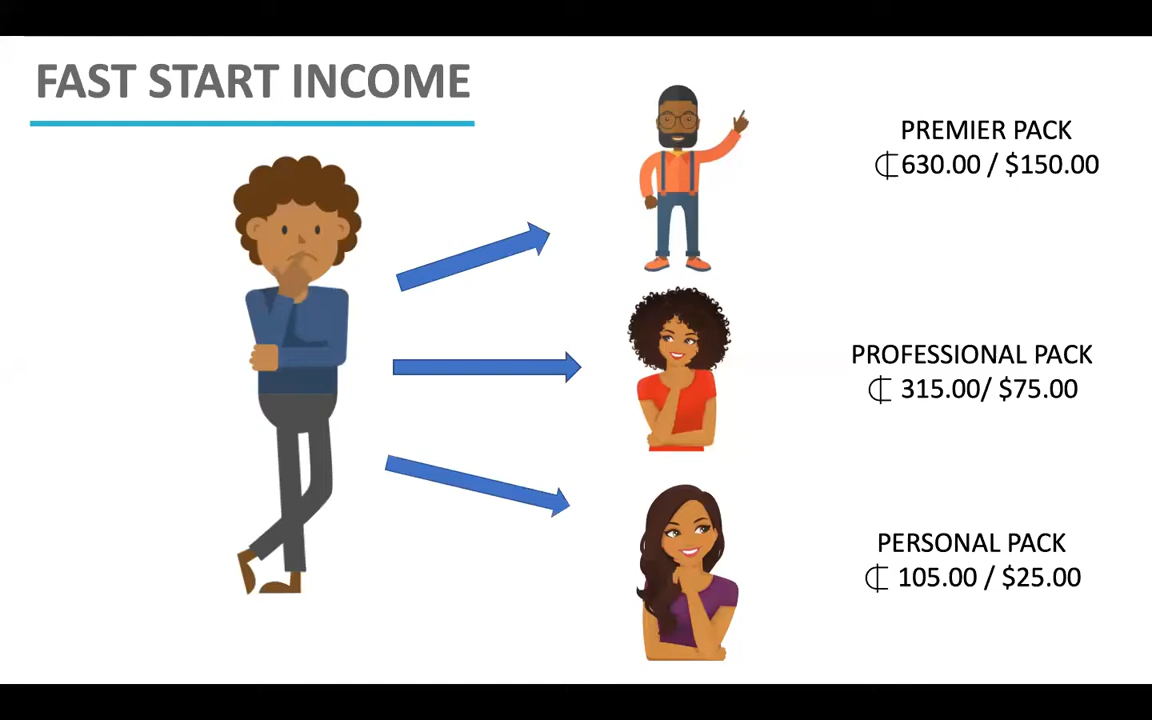 FAST START INCOME
PREMIER PACK
₵630.00 / $150.00
PROFESSIONAL PACK
₵ 315.00/ $75.00
PERSONAL PACK
₵ 105.00 / $25.00